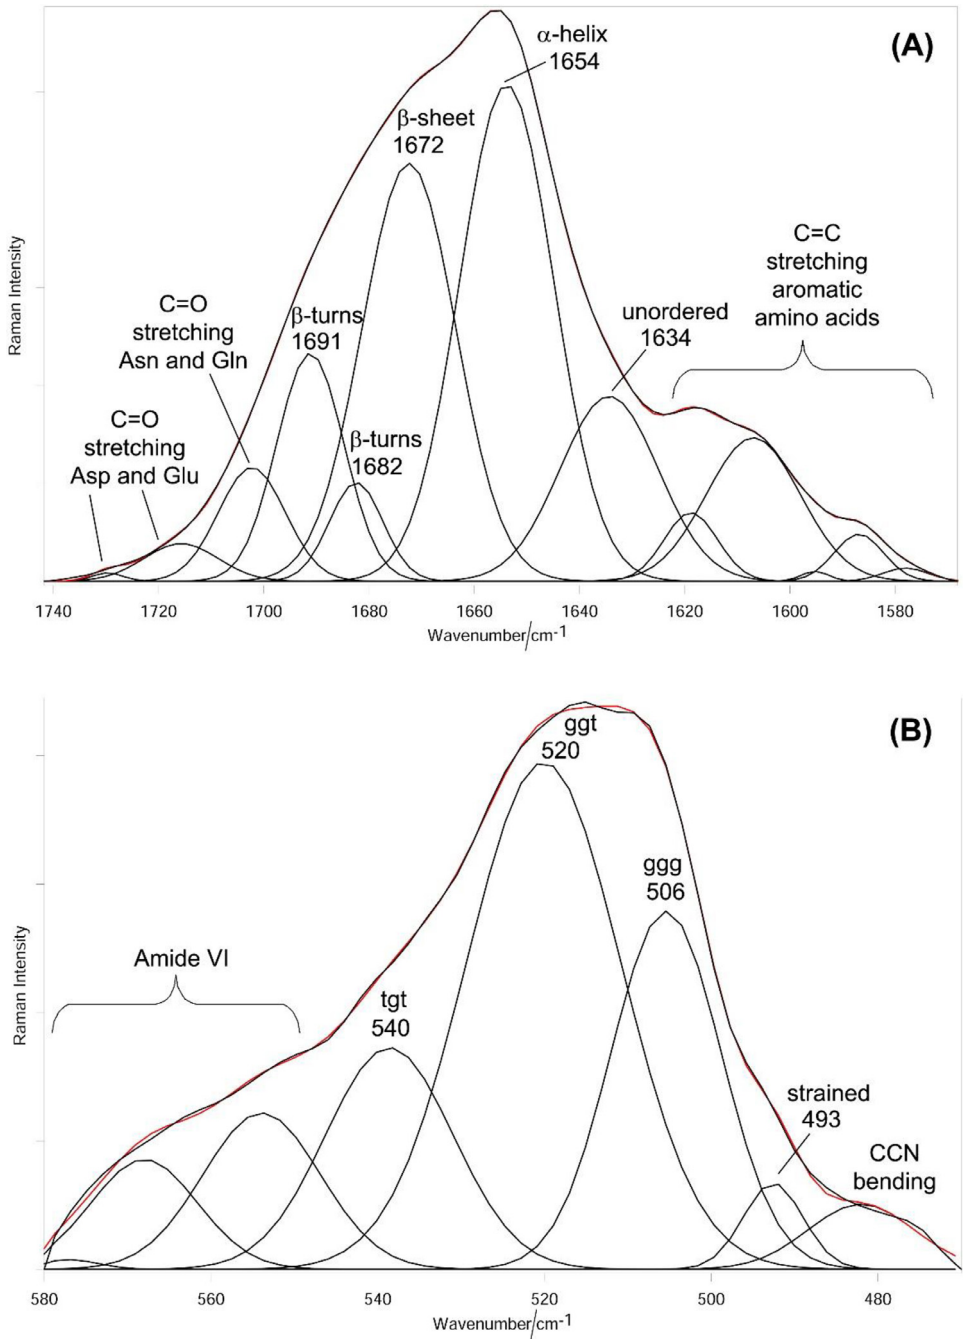 (A)
α-helix
1654
β-sheet
1672
C=C
stretching
aromatic
amino acids
C=O
stretching
Asn and Gln
β-turns
1691
unordered
1634
C=O
stretching
Asp and Glu
β-turns
1682
Raman Intensity
1740 1720 1700 1680 1660 1640 1620 1600 1580
Wavenumber/cm-1
(B)
ggt
520
ggg
506
Amide VI
tgt
540
strained
493
CCN
bending
Raman Intensity
580 560 540 520 500 480
Wavenumber/cm-1